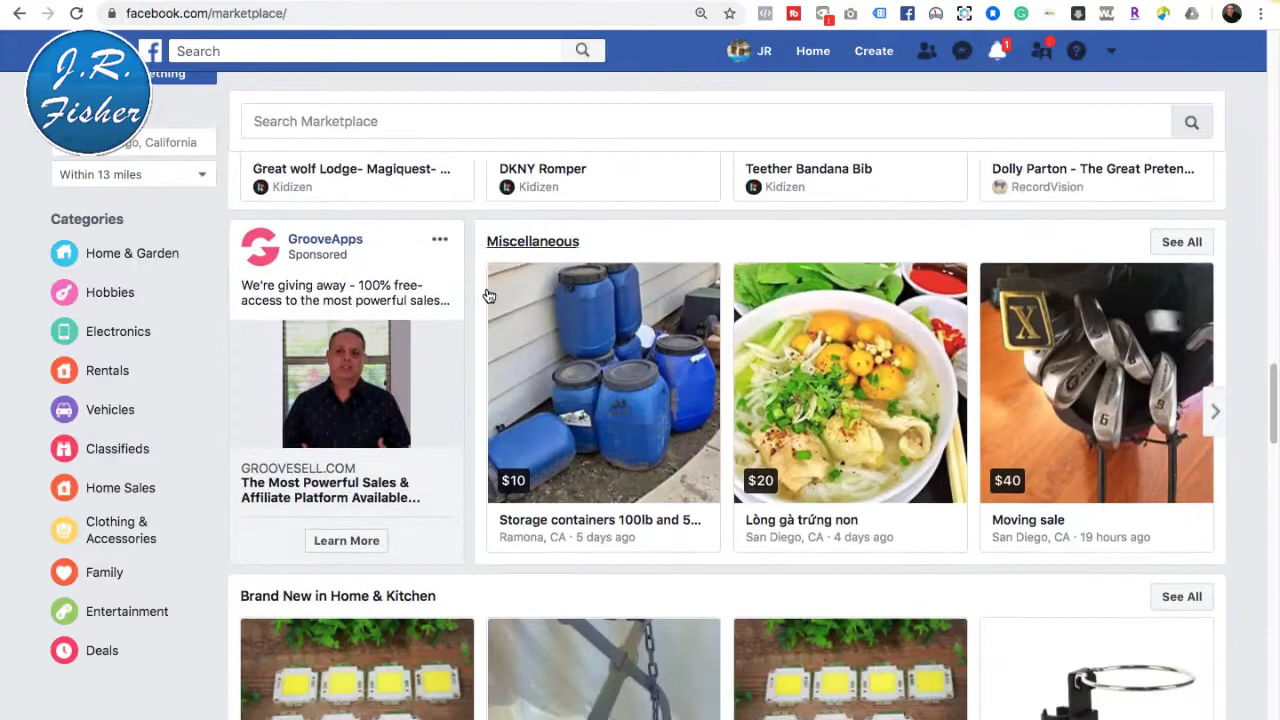 facebook.com/marketplace/
J.R.
Fisher
Search
JR
Home
Create
1
Search Marketplace
go, California
Within 13 miles
Categories
Home & Garden
Hobbies
Electronics
Rentals
Vehicles
Classifieds
Home Sales
Clothing &
Accessories
Family
Entertainment
Deals
Great wolf Lodge- Magiquest- ...
Kidizen
DKNY Romper
Kidizen
Teether Bandana Bib
Kidizen
Dolly Parton - The Great Preten...
RecordVision
GrooveApps
Sponsored
We're giving away - 100% free-
access to the most powerful sales...
GROOVESELL.COM
The Most Powerful Sales &
Affiliate Platform Available...
Learn More
Miscellaneous
See All
$10
Storage containers 100lb and 5...
Ramona, CA · 5 days ago
$20
Lòng gà trứng non
San Diego, CA · 4 days ago
X
6
9
$40
Moving sale
San Diego, CA · 19 hours ago
Brand New in Home & Kitchen
See All